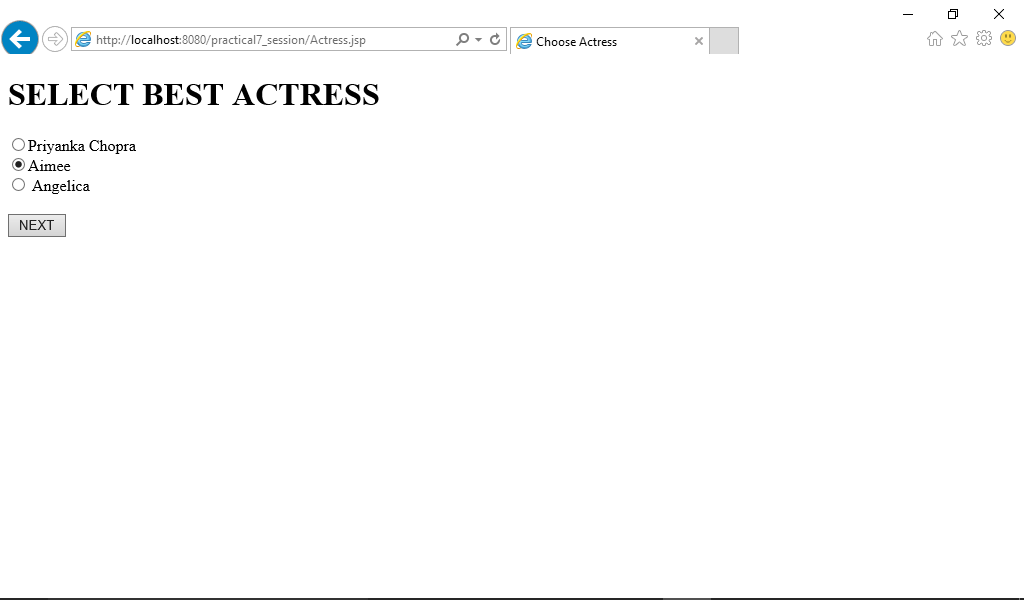 http://localhost:8080/practical7_session/Actress.jsp
Choose Actress
SELECT BEST ACTRESS
Priyanka Chopra
Aimee
Angelica
NEXT